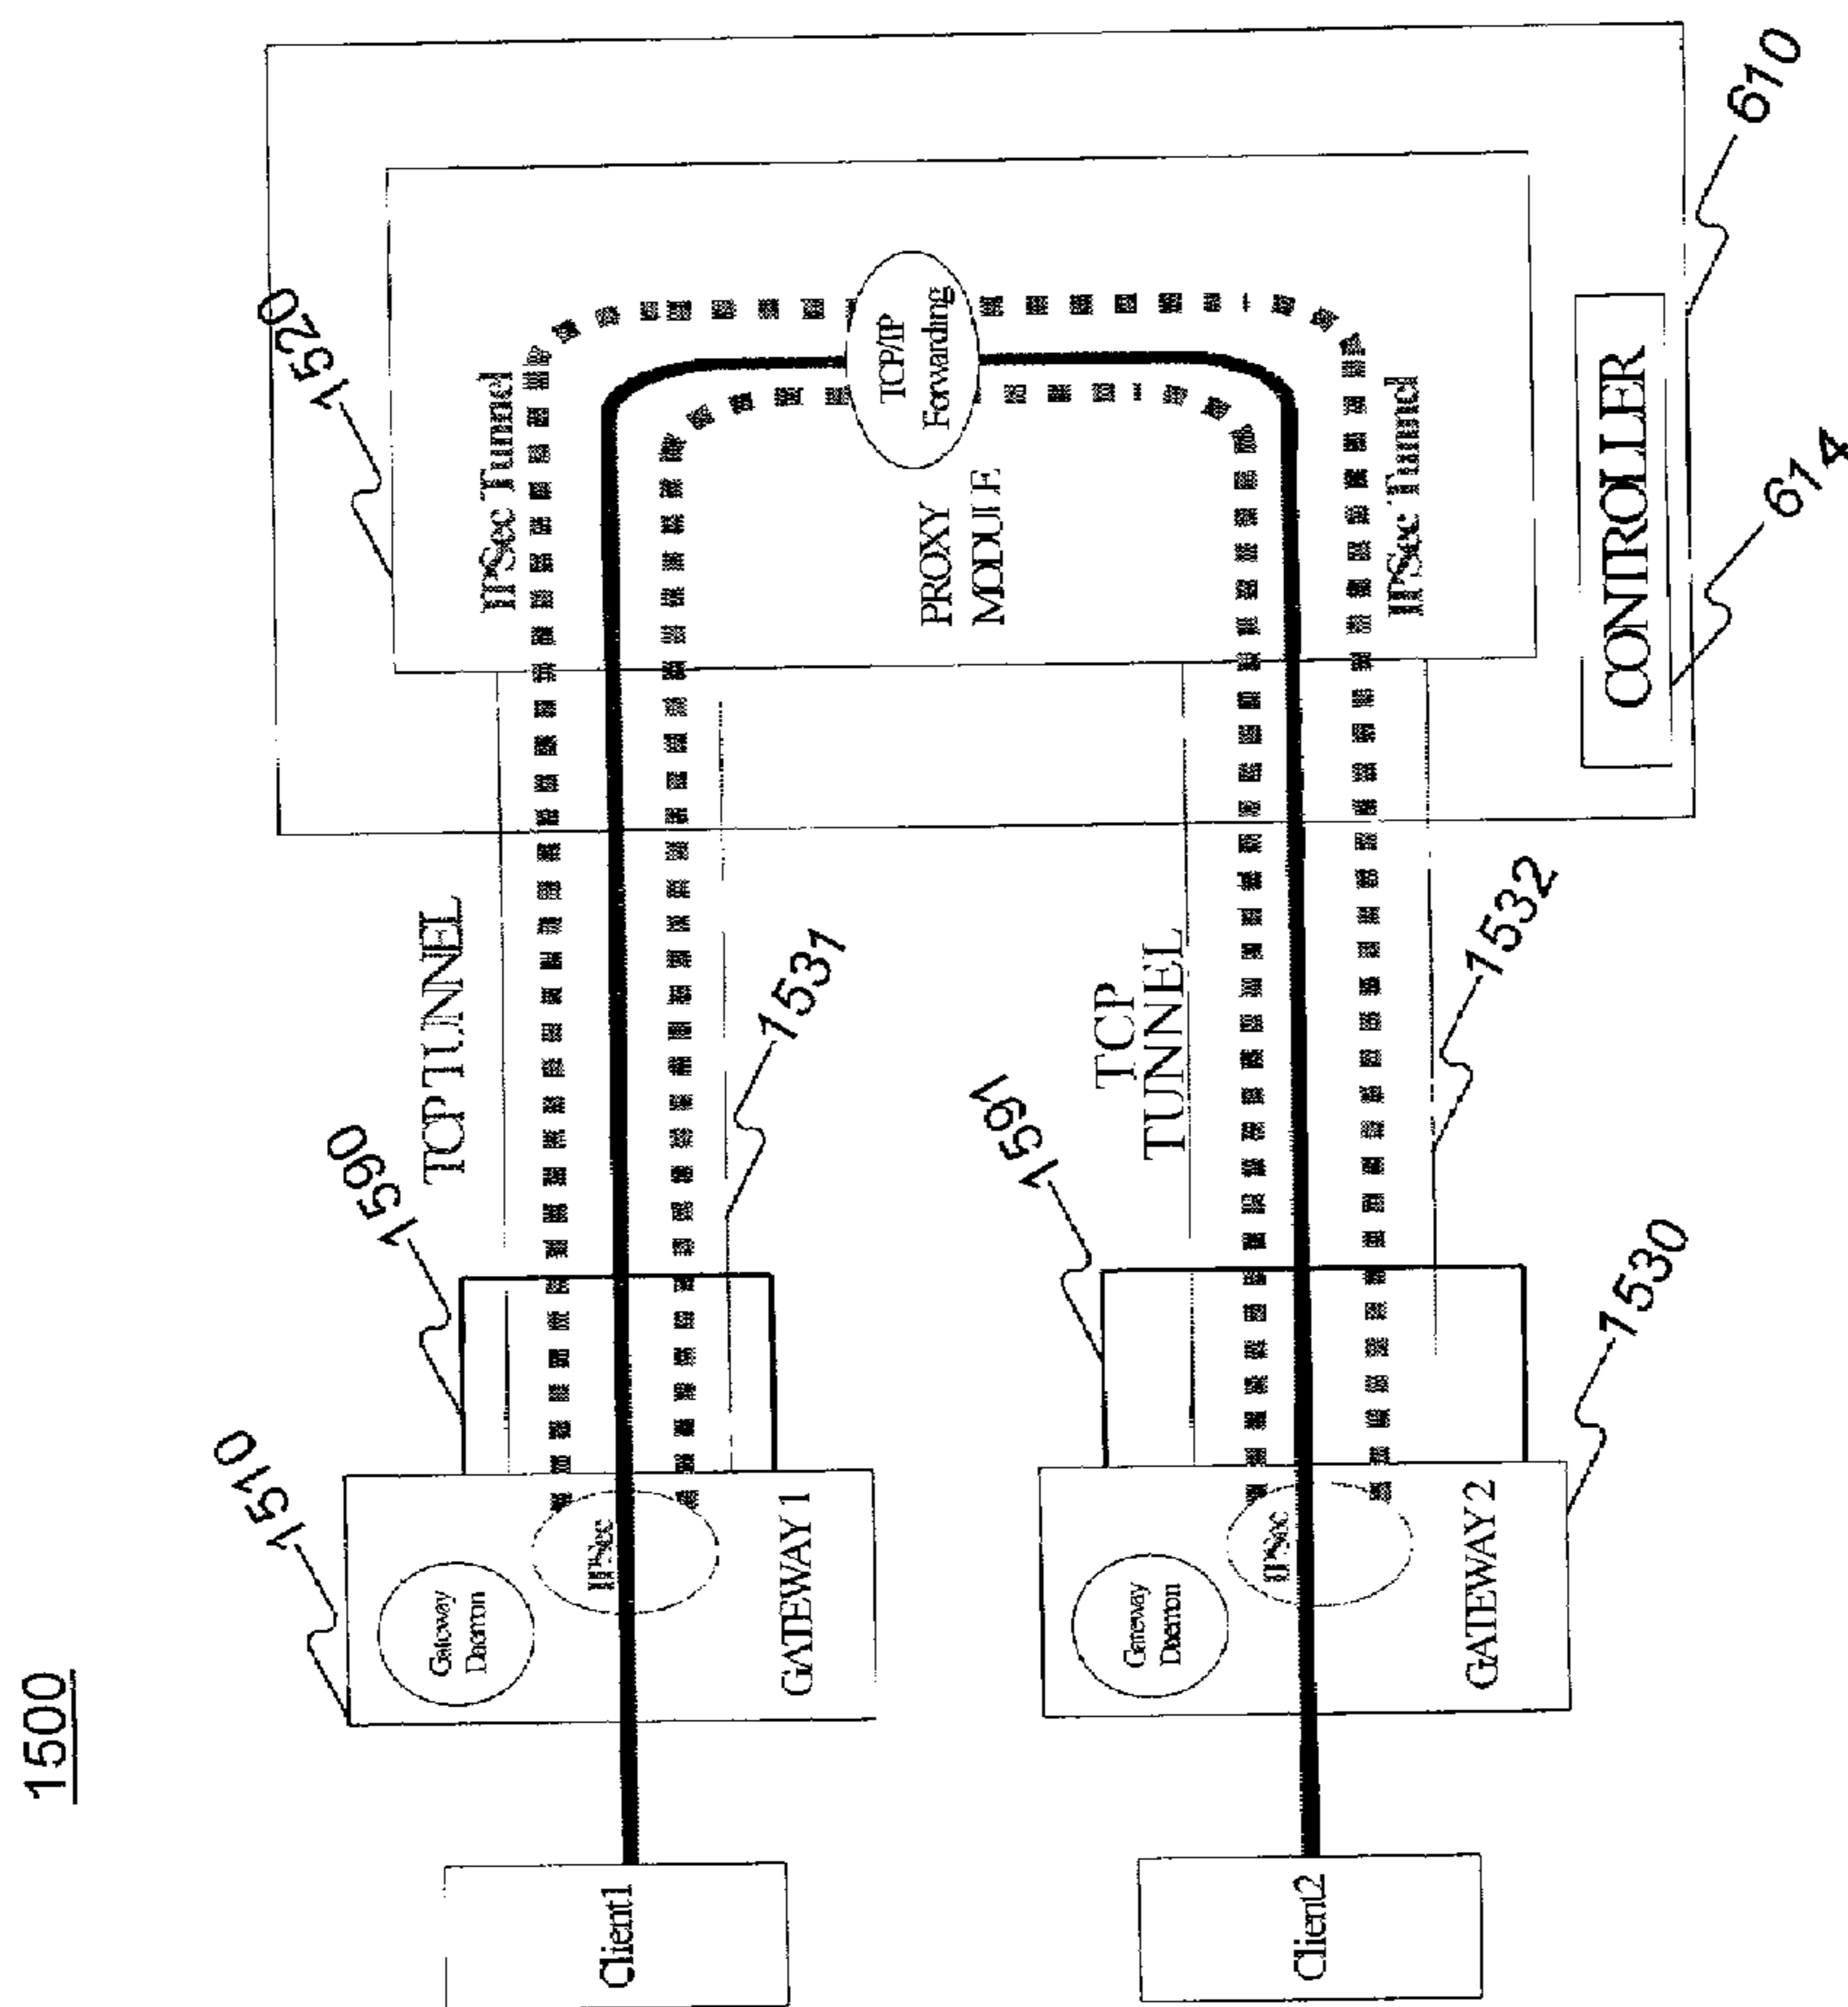 1500
Client1
1510
Gateway
Daemon
IPSec
GATEWAY 1
1590
TCP TUNNEL
1531
1520
IPSec Tunnel
TCP/IP
Forwarding
PROXY
MODULE
IPSec Tunnel
Client2
Gateway
Daemon
IPSec
GATEWAY 2
1530
1591
TCP
TUNNEL
1532
CONTROLLER
614
610